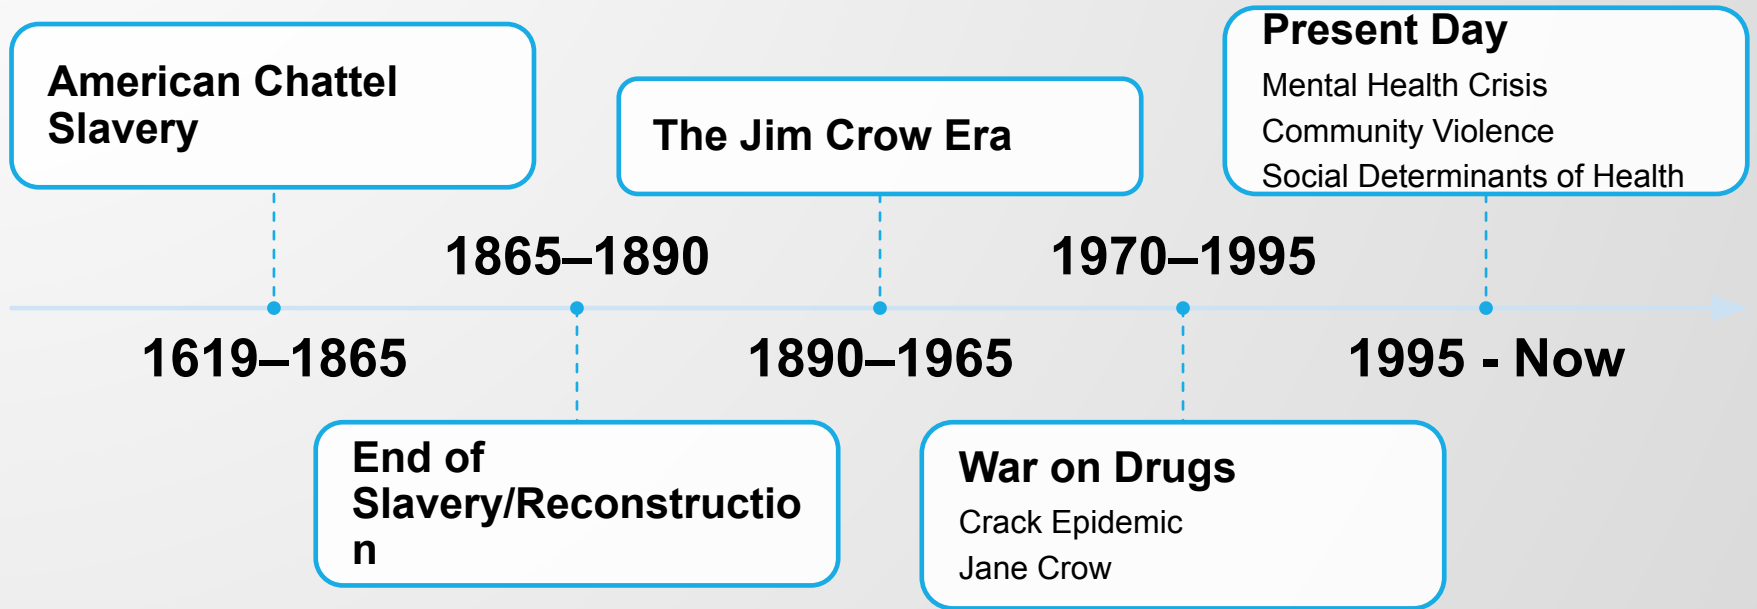 American Chattel
Slavery
1619–1865
1865–1890
End of
Slavery/Reconstructio
n
The Jim Crow Era
1890–1965
1970–1995
War on Drugs
Crack Epidemic
Jane Crow
Present Day
Mental Health Crisis
Community Violence
Social Determinants of Health
1995 - Now